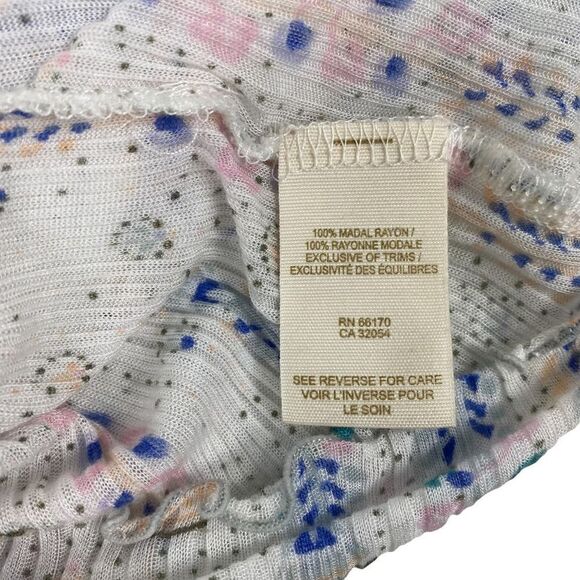 100% MADAL RAYON /
100% RAYONNE MODALE
EXCLUSIVE OF TRIMS /
EXCLUSIVITÉ DES ÉQUILIBRES
RN 66170
CA 32054
SEE REVERSE FOR CARE
VOIR L'INVERSE POUR
LE SOIN